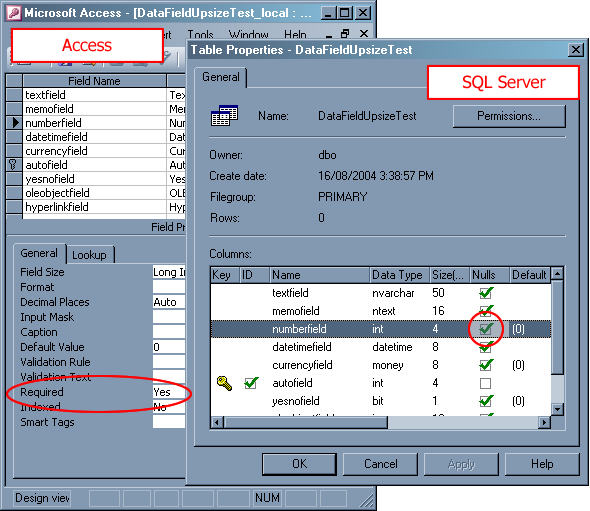 Microsoft Access - [DataFieldUpsizeTest_local :
Access
Tools Window
Table Properties - DataFieldUpsizeTest
General
SQL Server
Name: DataFieldUpsizeTest
Permissions...
Owner: dbo
Create date: 16/08/2004 3:38:57 PM
Filegroup: PRIMARY
Rows: 0
Columns:
Key ID Name Data Type Size(... Nulls Default
textfield nvarchar 50
memofield ntext 16
numberfield int 4 (0)
datetimefield datetime 8
currencyfield money 8 (0)
autofield int 4
yesnofield bit 1 (0)
OK Cancel Apply Help
Field Name
textfield Tex
memofield Mem
numberfield Nu
datetimefield Da
currencyfield Cu
autofield Aut
yesnofield Yes
oleobjectfield OLE
hyperlinkfield Hyp
Field Pr
General Lookup
Field Size Long In
Format
Decimal Places Auto
Input Mask
Caption
Default Value 0
Validation Rule
Validation Text
Required Yes
Indexed No
Smart Tags
Design view NUM